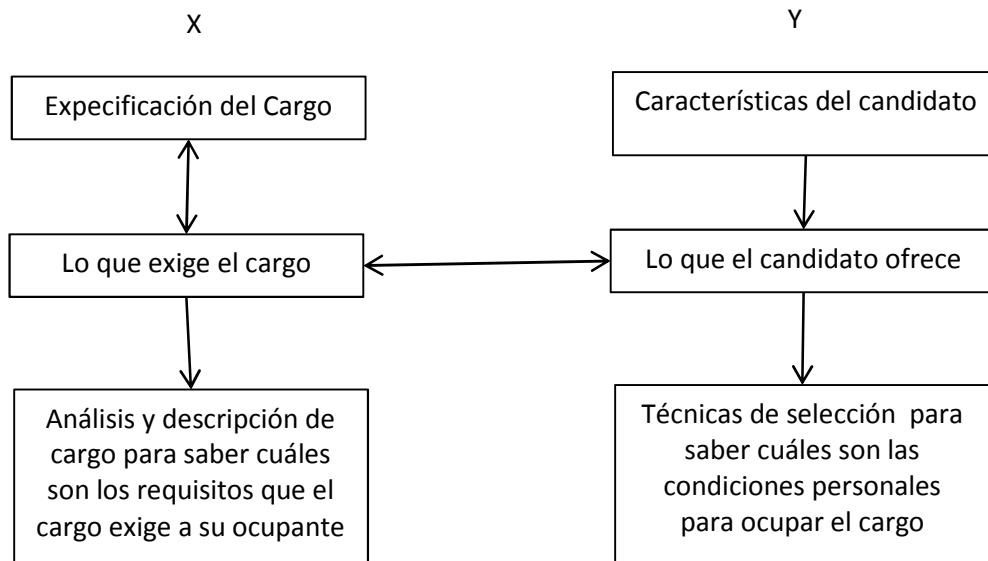 X
Y
Expecificación del Cargo
Características del candidato
Lo que exige el cargo
Lo que el candidato ofrece
Análisis y descripción de
cargo para saber cuáles
son los requisitos que el
cargo exige a su ocupante
Técnicas de selección para
saber cuáles son las
condiciones personales
para ocupar el cargo